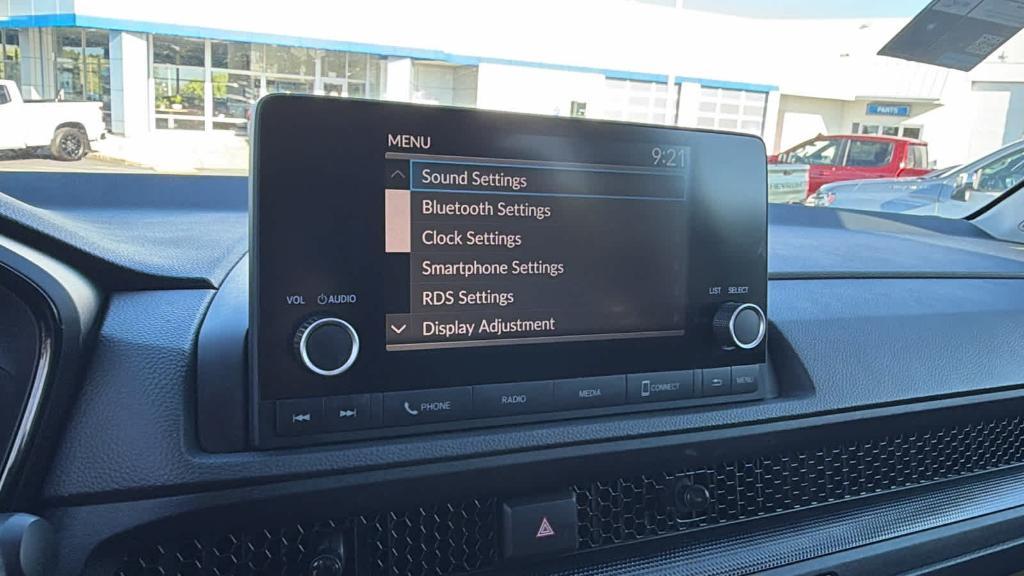 PARTS
CHEVROLET
MENU
9:21
Sound Settings
Bluetooth Settings
Clock Settings
Smartphone Settings
RDS Settings
Display Adjustment
VOL AUDIO
LIST SELECT
PHONE
RADIO
MEDIA
CONNECT
MENU